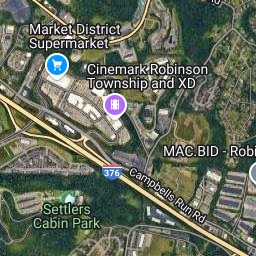 Market District
Supermarket
Cinemark Robinson
Township and XD
MAC.BID - Robi
376
Campbells Run Rd
Settlers
Cabin Park